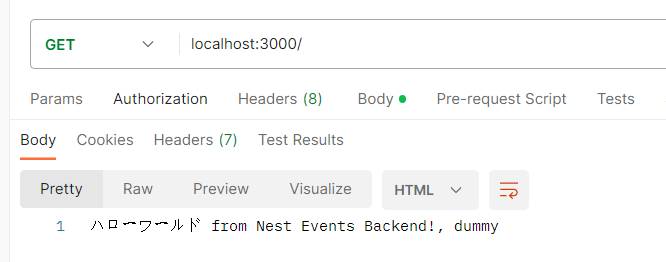 GET localhost:3000/
Params Authorization Headers (8) Body Pre-request Script Tests
Body Cookies Headers (7) Test Results
Pretty Raw Preview Visualize HTML
1 ハローワールド from Nest Events Backend!, dummy